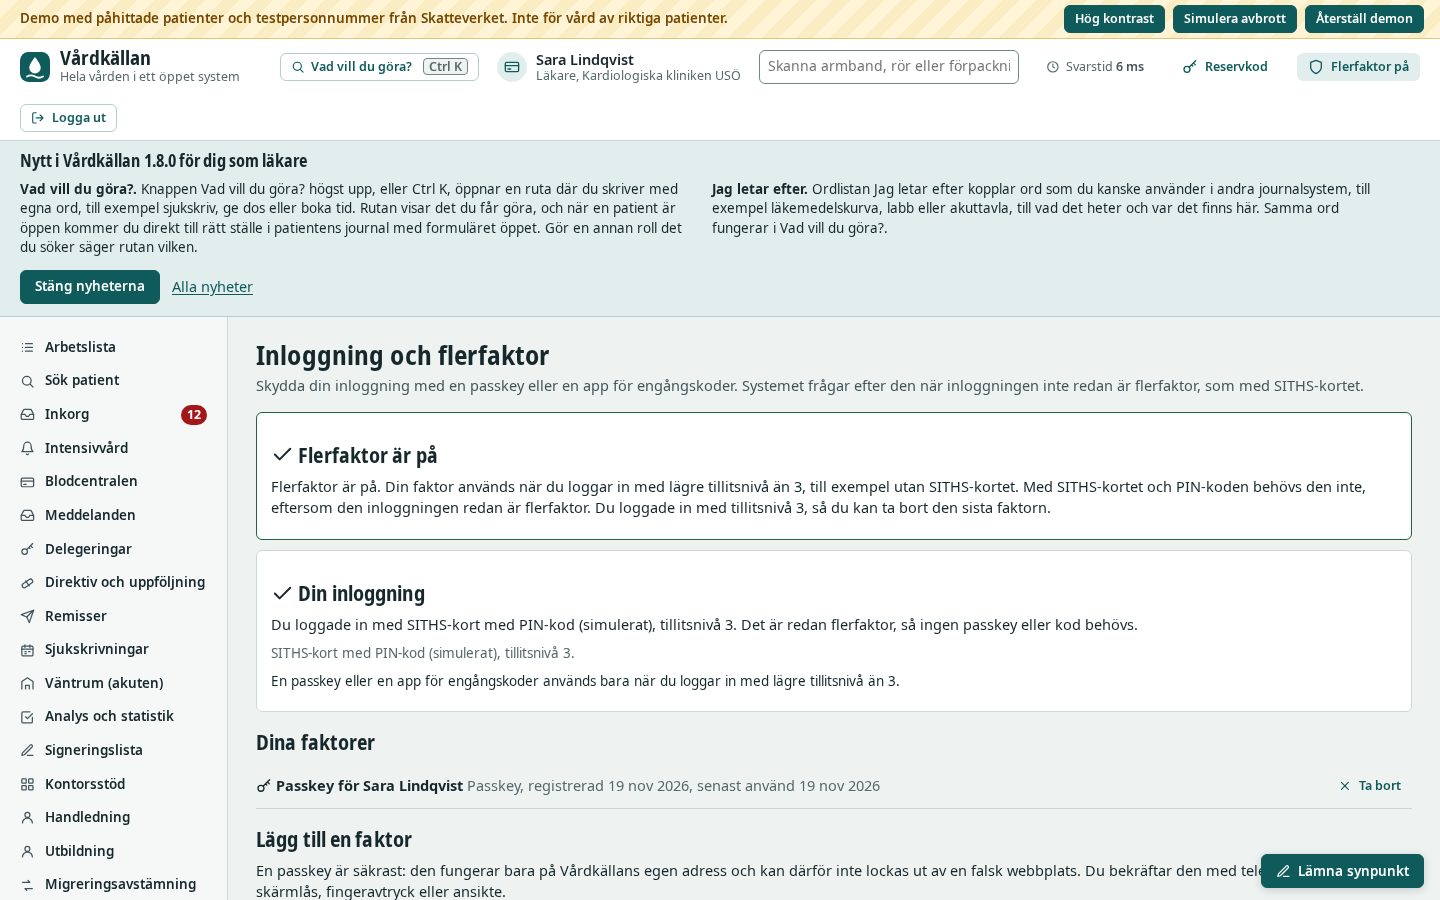 Demo med påhittade patienter och testpersonnummer från Skatteverket. Inte för vård av riktiga patienter.
Hög kontrast
Simulera avbrott
Återställ demon
Vårdkällan
Hela vården i ett öppet system
Vad vill du göra?
Ctrl K
Sara Lindqvist
Läkare, Kardiologiska kliniken USÖ
Skanna armband, rör eller förpackni
Svarstid 6 ms
Reservkod
Flerfaktor på
Logga ut
Nytt i Vårdkällan 1.8.0 för dig som läkare
Vad vill du göra?. Knappen Vad vill du göra? högst upp, eller Ctrl K, öppnar en ruta där du skriver med
egna ord, till exempel sjukskriv, ge dos eller boka tid. Rutan visar det du får göra, och när en patient är
öppen kommer du direkt till rätt ställe i patientens journal med formuläret öppet. Gör en annan roll det
du söker säger rutan vilken.
Jag letar efter. Ordlistan Jag letar efter kopplar ord som du kanske använder i andra journalsystem, till
exempel läkemedelskurva, labb eller akuttavla, till vad det heter och var det finns här. Samma ord
fungerar i Vad vill du göra?.
Stäng nyheterna
Alla nyheter
Arbetslista
Sök patient
Inkorg
12
Intensivvård
Blodcentralen
Meddelanden
Delegeringar
Direktiv och uppföljning
Remisser
Sjukskrivningar
Väntrum (akuten)
Analys och statistik
Signeringslista
Kontorsstöd
Handledning
Utbildning
Migreringsavstämning
Inloggning och flerfaktor
Skydda din inloggning med en passkey eller en app för engångskoder. Systemet frågar efter den när inloggningen inte redan är flerfaktor, som med SITHS-kortet.
Flerfaktor är på
Flerfaktor är på. Din faktor används när du loggar in med lägre tillitsnivå än 3, till exempel utan SITHS-kortet. Med SITHS-kortet och PIN-koden behövs den inte,
eftersom den inloggningen redan är flerfaktor. Du loggade in med tillitsnivå 3, så du kan ta bort den sista faktorn.
Din inloggning
Du loggade in med SITHS-kort med PIN-kod (simulerat), tillitsnivå 3. Det är redan flerfaktor, så ingen passkey eller kod behövs.
SITHS-kort med PIN-kod (simulerat), tillitsnivå 3.
En passkey eller en app för engångskoder används bara när du loggar in med lägre tillitsnivå än 3.
Dina faktorer
Passkey för Sara Lindqvist Passkey, registrerad 19 nov 2026, senast använd 19 nov 2026
Ta bort
Lägg till en faktor
En passkey är säkrast: den fungerar bara på Vårdkällans egen adress och kan därför inte lockas ut av en falsk webbplats. Du bekräftar den med
skärmlås, fingeravtryck eller ansikte.
Lämna synpunkt